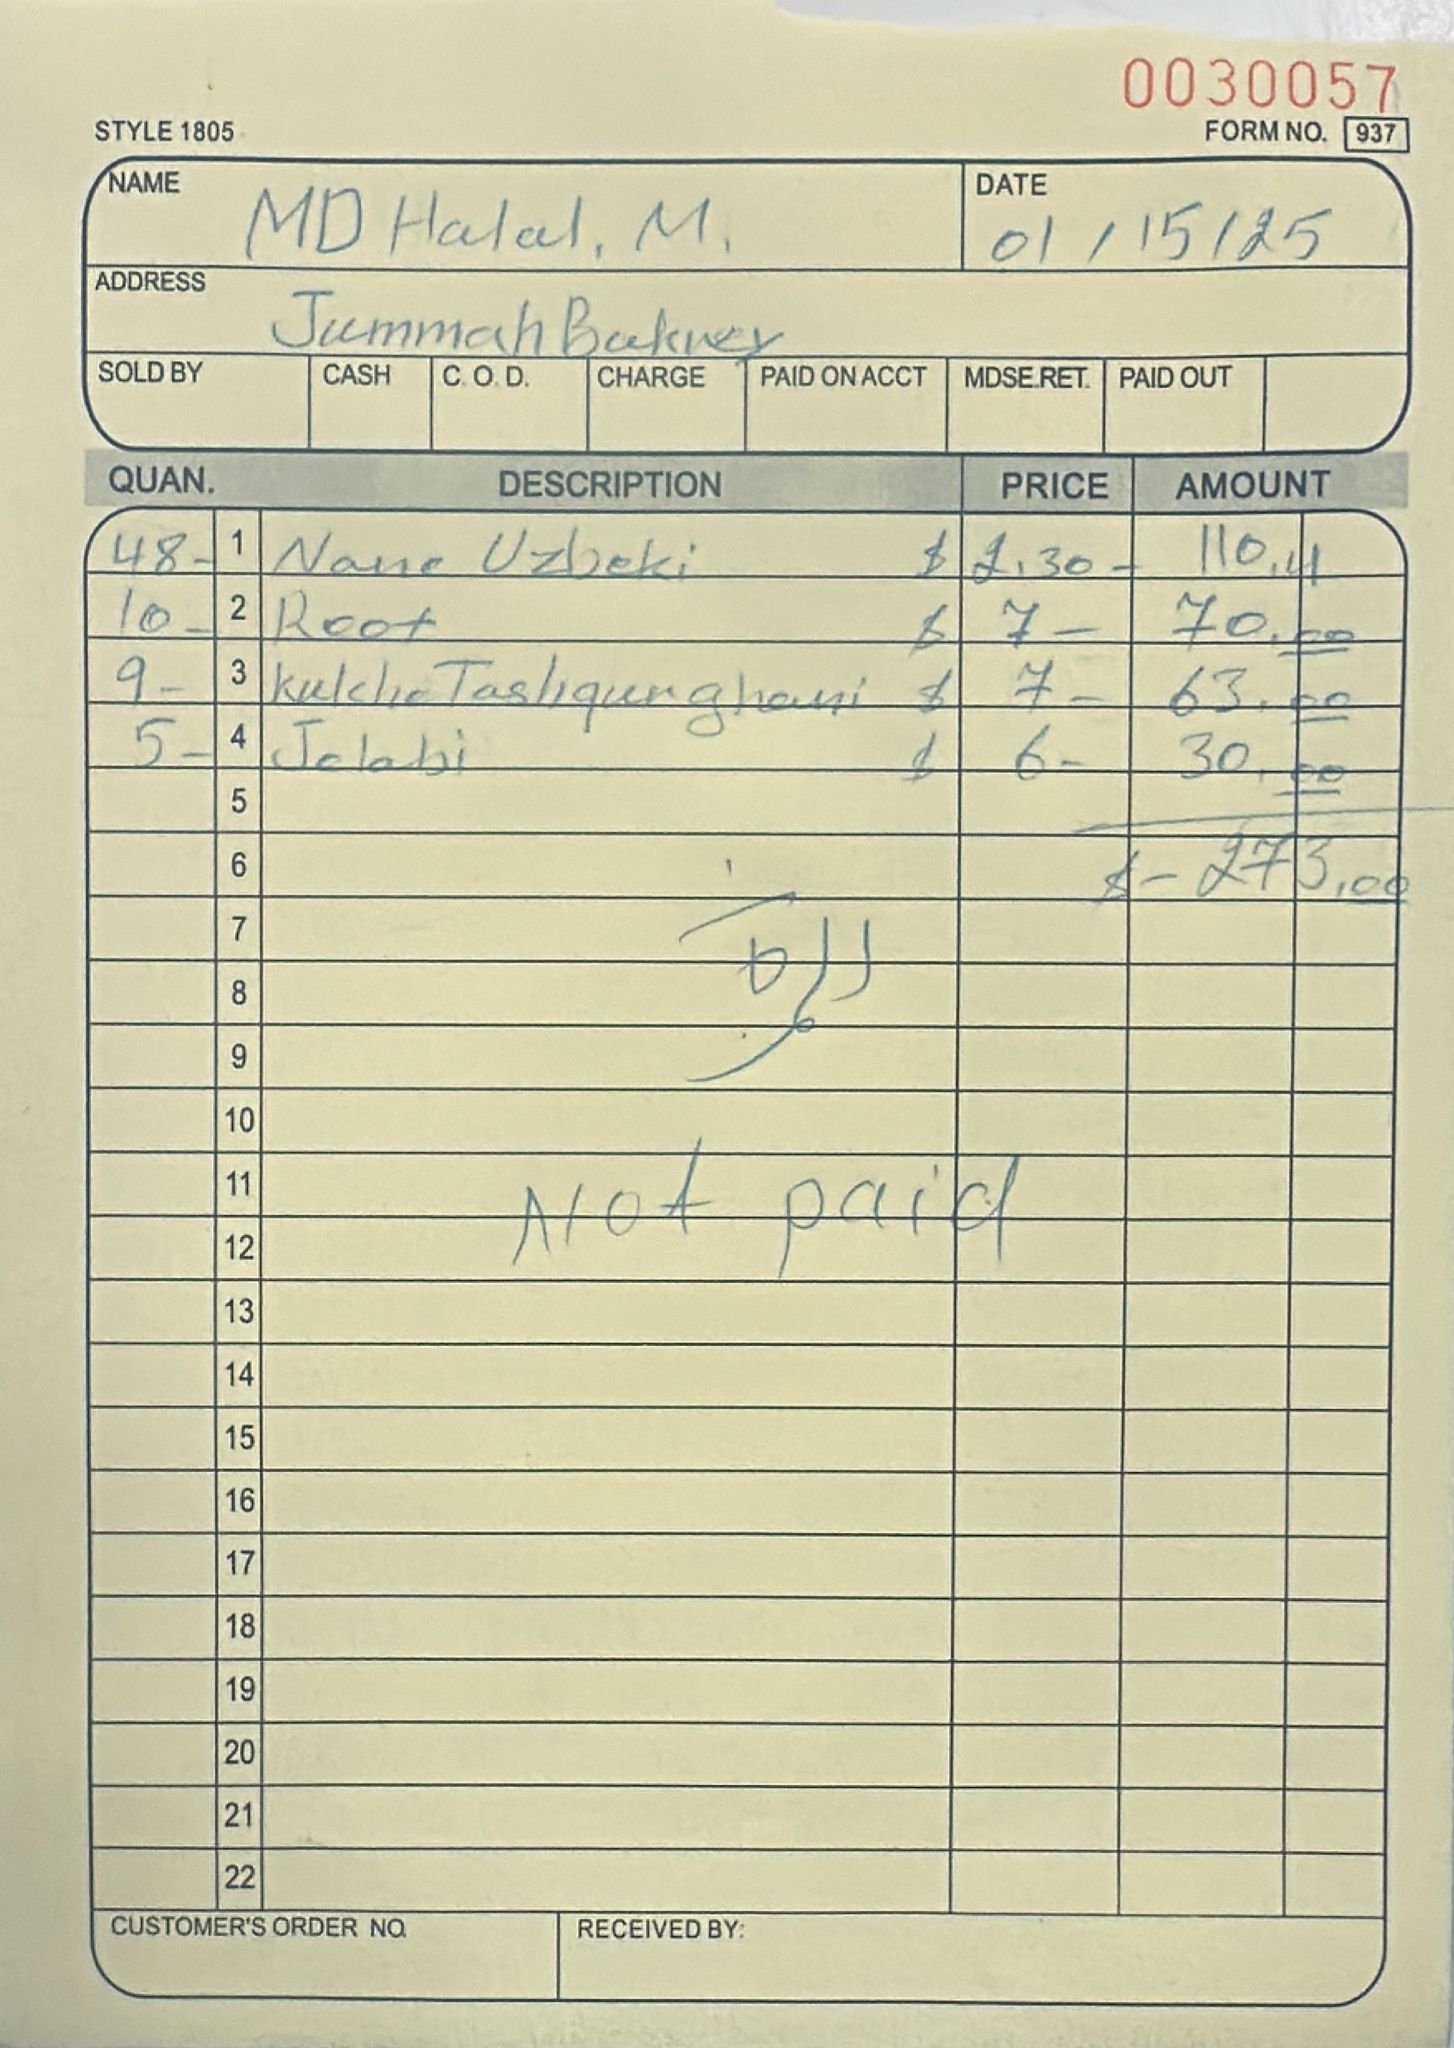 0030057
STYLE 1805 FORM NO. 937
NAME MD Halal, M. DATE 01/15/25
ADDRESS Jummah Bakrey
SOLD BY CASH C. O. D. CHARGE PAID ON ACCT MDSE.RET. PAID OUT
QUAN. DESCRIPTION PRICE AMOUNT
48- 1 Nane Uzbeki $ 2.30- 110.4
10- 2 Root $ 7- 70.00
9- 3 kulcha Tashqurghani $ 7- 63.00
5- 4 Jelabi $ 6- 30.00
5
6 $- 273.00
7
8
9
10
11 Not paid
12
13
14
15
16
17
18
19
20
21
22
CUSTOMER'S ORDER NO. RECEIVED BY: